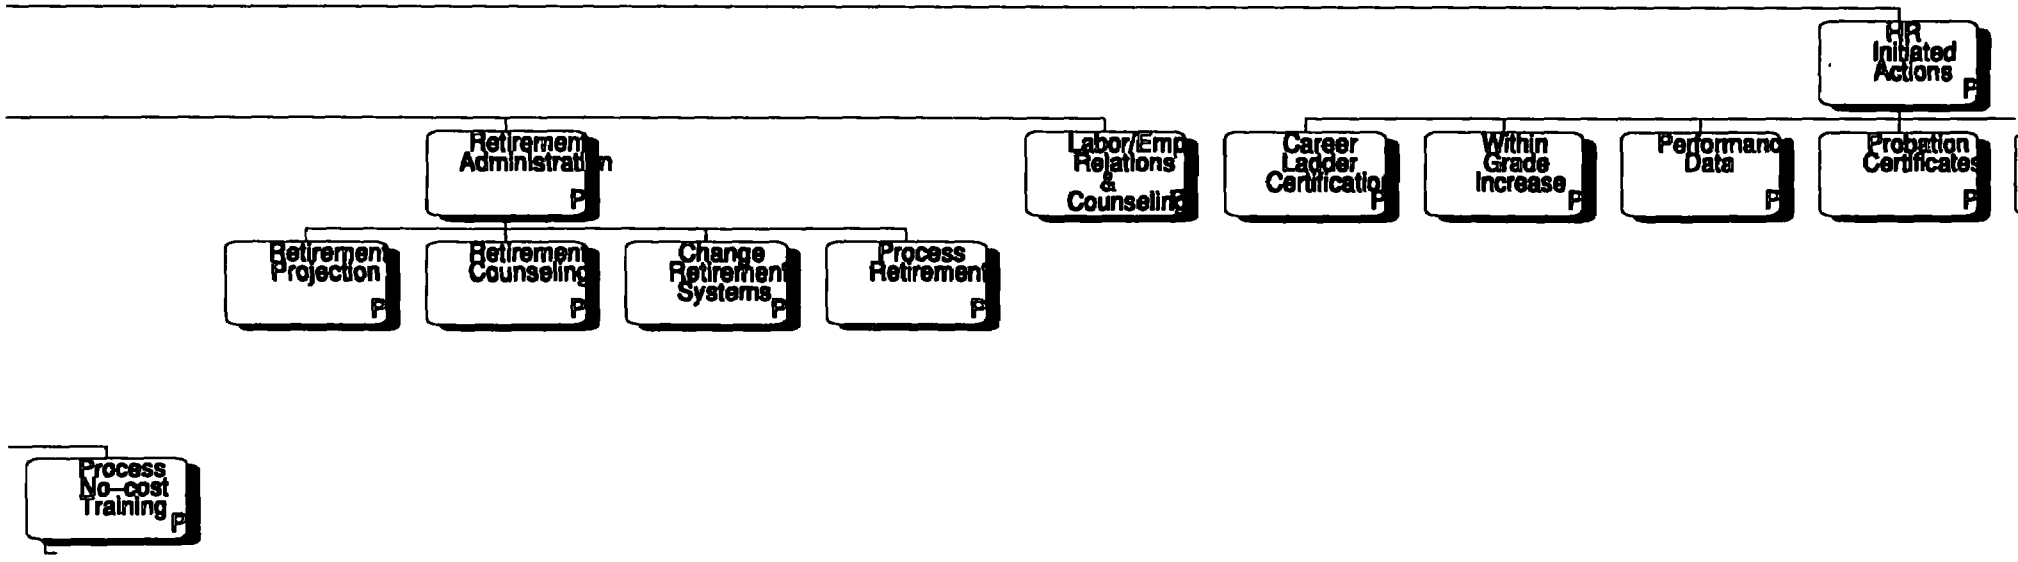 HR
Initiated
Actions
P
Retirement
Administration
P
Labor/Emp
Relations
&
Counseling
P
Career
Ladder
Certification
P
Within
Grade
Increase
P
Performanc
Data
P
Probation
Certificates
P
Retirement
Projection
P
Retirement
Counseling
P
Change
Retirement
Systems
P
Process
Retirement
P
Process
No-cost
Training
P